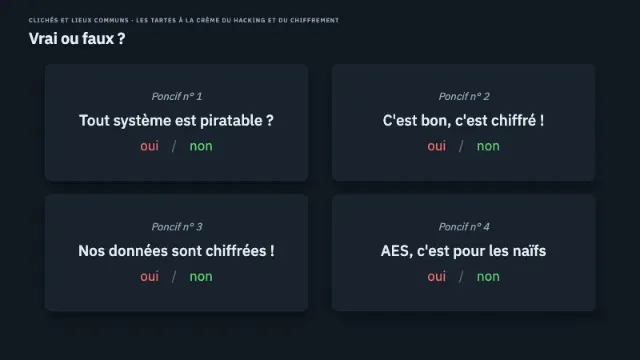 CLICHÉS ET LIEUX COMMUNS - LES TARTES À LA CRÈME DU HACKING ET DU CHIFFREMENT
Vrai ou faux ?
Poncif n° 1
Tout système est piratable ?
oui / non
Poncif n° 2
C'est bon, c'est chiffré !
oui / non
Poncif n° 3
Nos données sont chiffrées !
oui / non
Poncif n° 4
AES, c'est pour les naïfs
oui / non